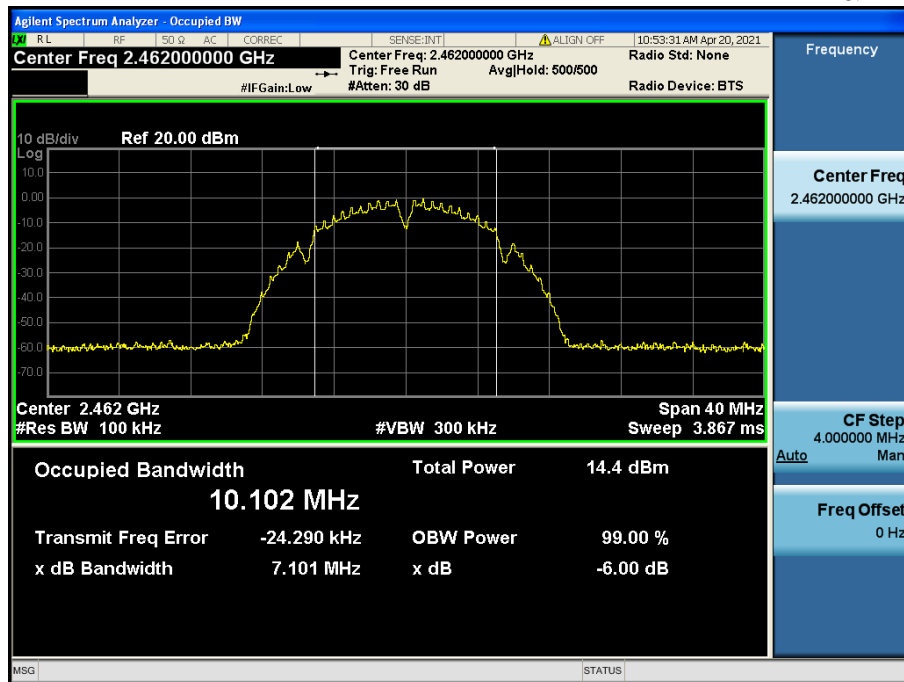 Agilent Spectrum Analyzer - Occupied BW
LXI RL RF 50 Ω AC CORREC SENSE:INT ALIGN OFF 10:53:31 AM Apr 20, 2021
Center Freq 2.462000000 GHz Center Freq: 2.462000000 GHz Radio Std: None
Trig: Free Run Avg|Hold: 500/500
#IFGain:Low #Atten: 30 dB Radio Device: BTS
10 dB/div Ref 20.00 dBm
Log
10.0
0.00
-10.0
-20.0
-30.0
-40.0
-50.0
-60.0
-70.0
Center 2.462 GHz Span 40 MHz
#Res BW 100 kHz #VBW 300 kHz Sweep 3.867 ms
Occupied Bandwidth Total Power 14.4 dBm
10.102 MHz
Transmit Freq Error -24.290 kHz OBW Power 99.00 %
x dB Bandwidth 7.101 MHz x dB -6.00 dB
Frequency
Center Freq
2.462000000 GHz
CF Step
4.000000 MHz
Auto Man
Freq Offset
0 Hz
MSG STATUS